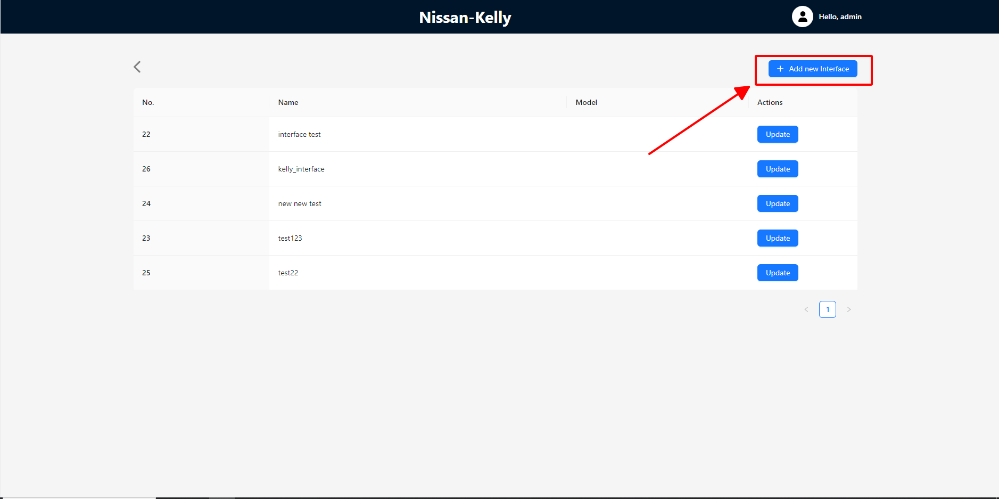 Nissan-Kelly
Hello, admin
+ Add new Interface
No. Name Model Actions
22 interface test Update
26 kelly_interface Update
24 new new test Update
23 test123 Update
25 test22 Update
< 1 >